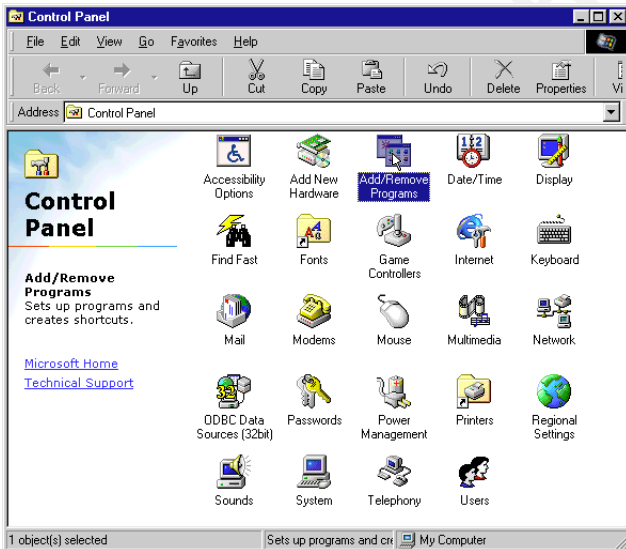 Control Panel
File Edit View Go Favorites Help
Back Forward Up Cut Copy Paste Undo Delete Properties Vi
Address Control Panel
Control
Panel
Add/Remove
Programs
Sets up programs and
creates shortcuts.
Microsoft Home
Technical Support
Accessibility
Options
Add New
Hardware
Add/Remove
Programs
Date/Time
Display
Find Fast
Fonts
Game
Controllers
Internet
Keyboard
Mail
Modems
Mouse
Multimedia
Network
ODBC Data
Sources (32bit)
Passwords
Power
Management
Printers
Regional
Settings
Sounds
System
Telephony
Users
1 object(s) selected
Sets up programs and cre
My Computer